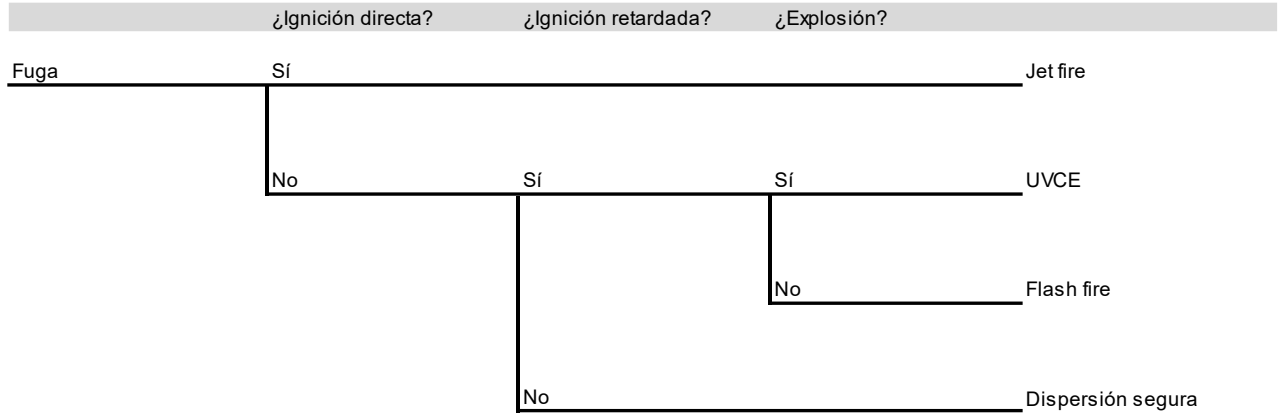 ¿Ignición directa? ¿Ignición retardada? ¿Explosión?
Fuga Sí Jet fire
No Sí Sí UVCE
No Flash fire
No Dispersión segura